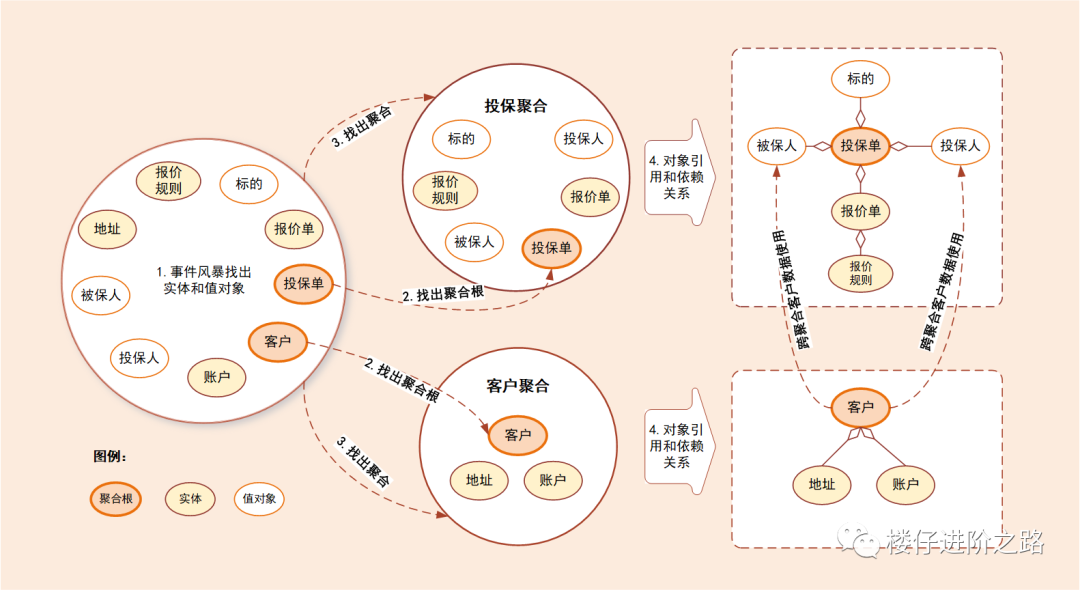 报价
规则
标的
地址
报价单
1. 事件风暴找出
实体和值对象
被保人
投保单
客户
投保人
账户
3. 找出聚合
2. 找出聚合根
2. 找出聚合根
3. 找出聚合
投保聚合
标的
投保人
报价
规则
报价单
被保人
投保单
客户聚合
客户
地址
账户
4. 对象引
用和依赖
关系
4. 对象引
用和依赖
关系
标的
被保人
投保单
投保人
报价单
报价
规则
跨聚合客户数据使用
跨聚合客户数据使用
客户
地址
账户
图例：
聚合根
实体
值对象
楼仔进阶之路